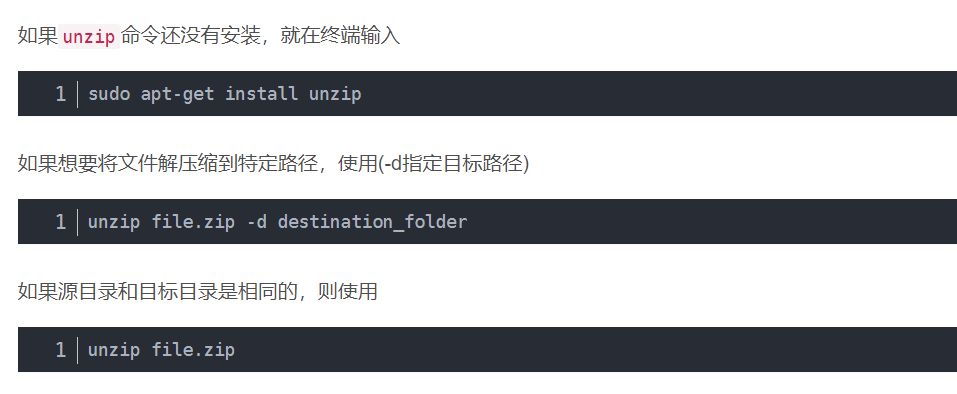 如果unzip命令还没有安装，就在终端输入
1 sudo apt-get install unzip
如果想要将文件解压缩到特定路径，使用(-d指定目标路径)
1 unzip file.zip -d destination_folder
如果源目录和目标目录是相同的，则使用
1 unzip file.zip